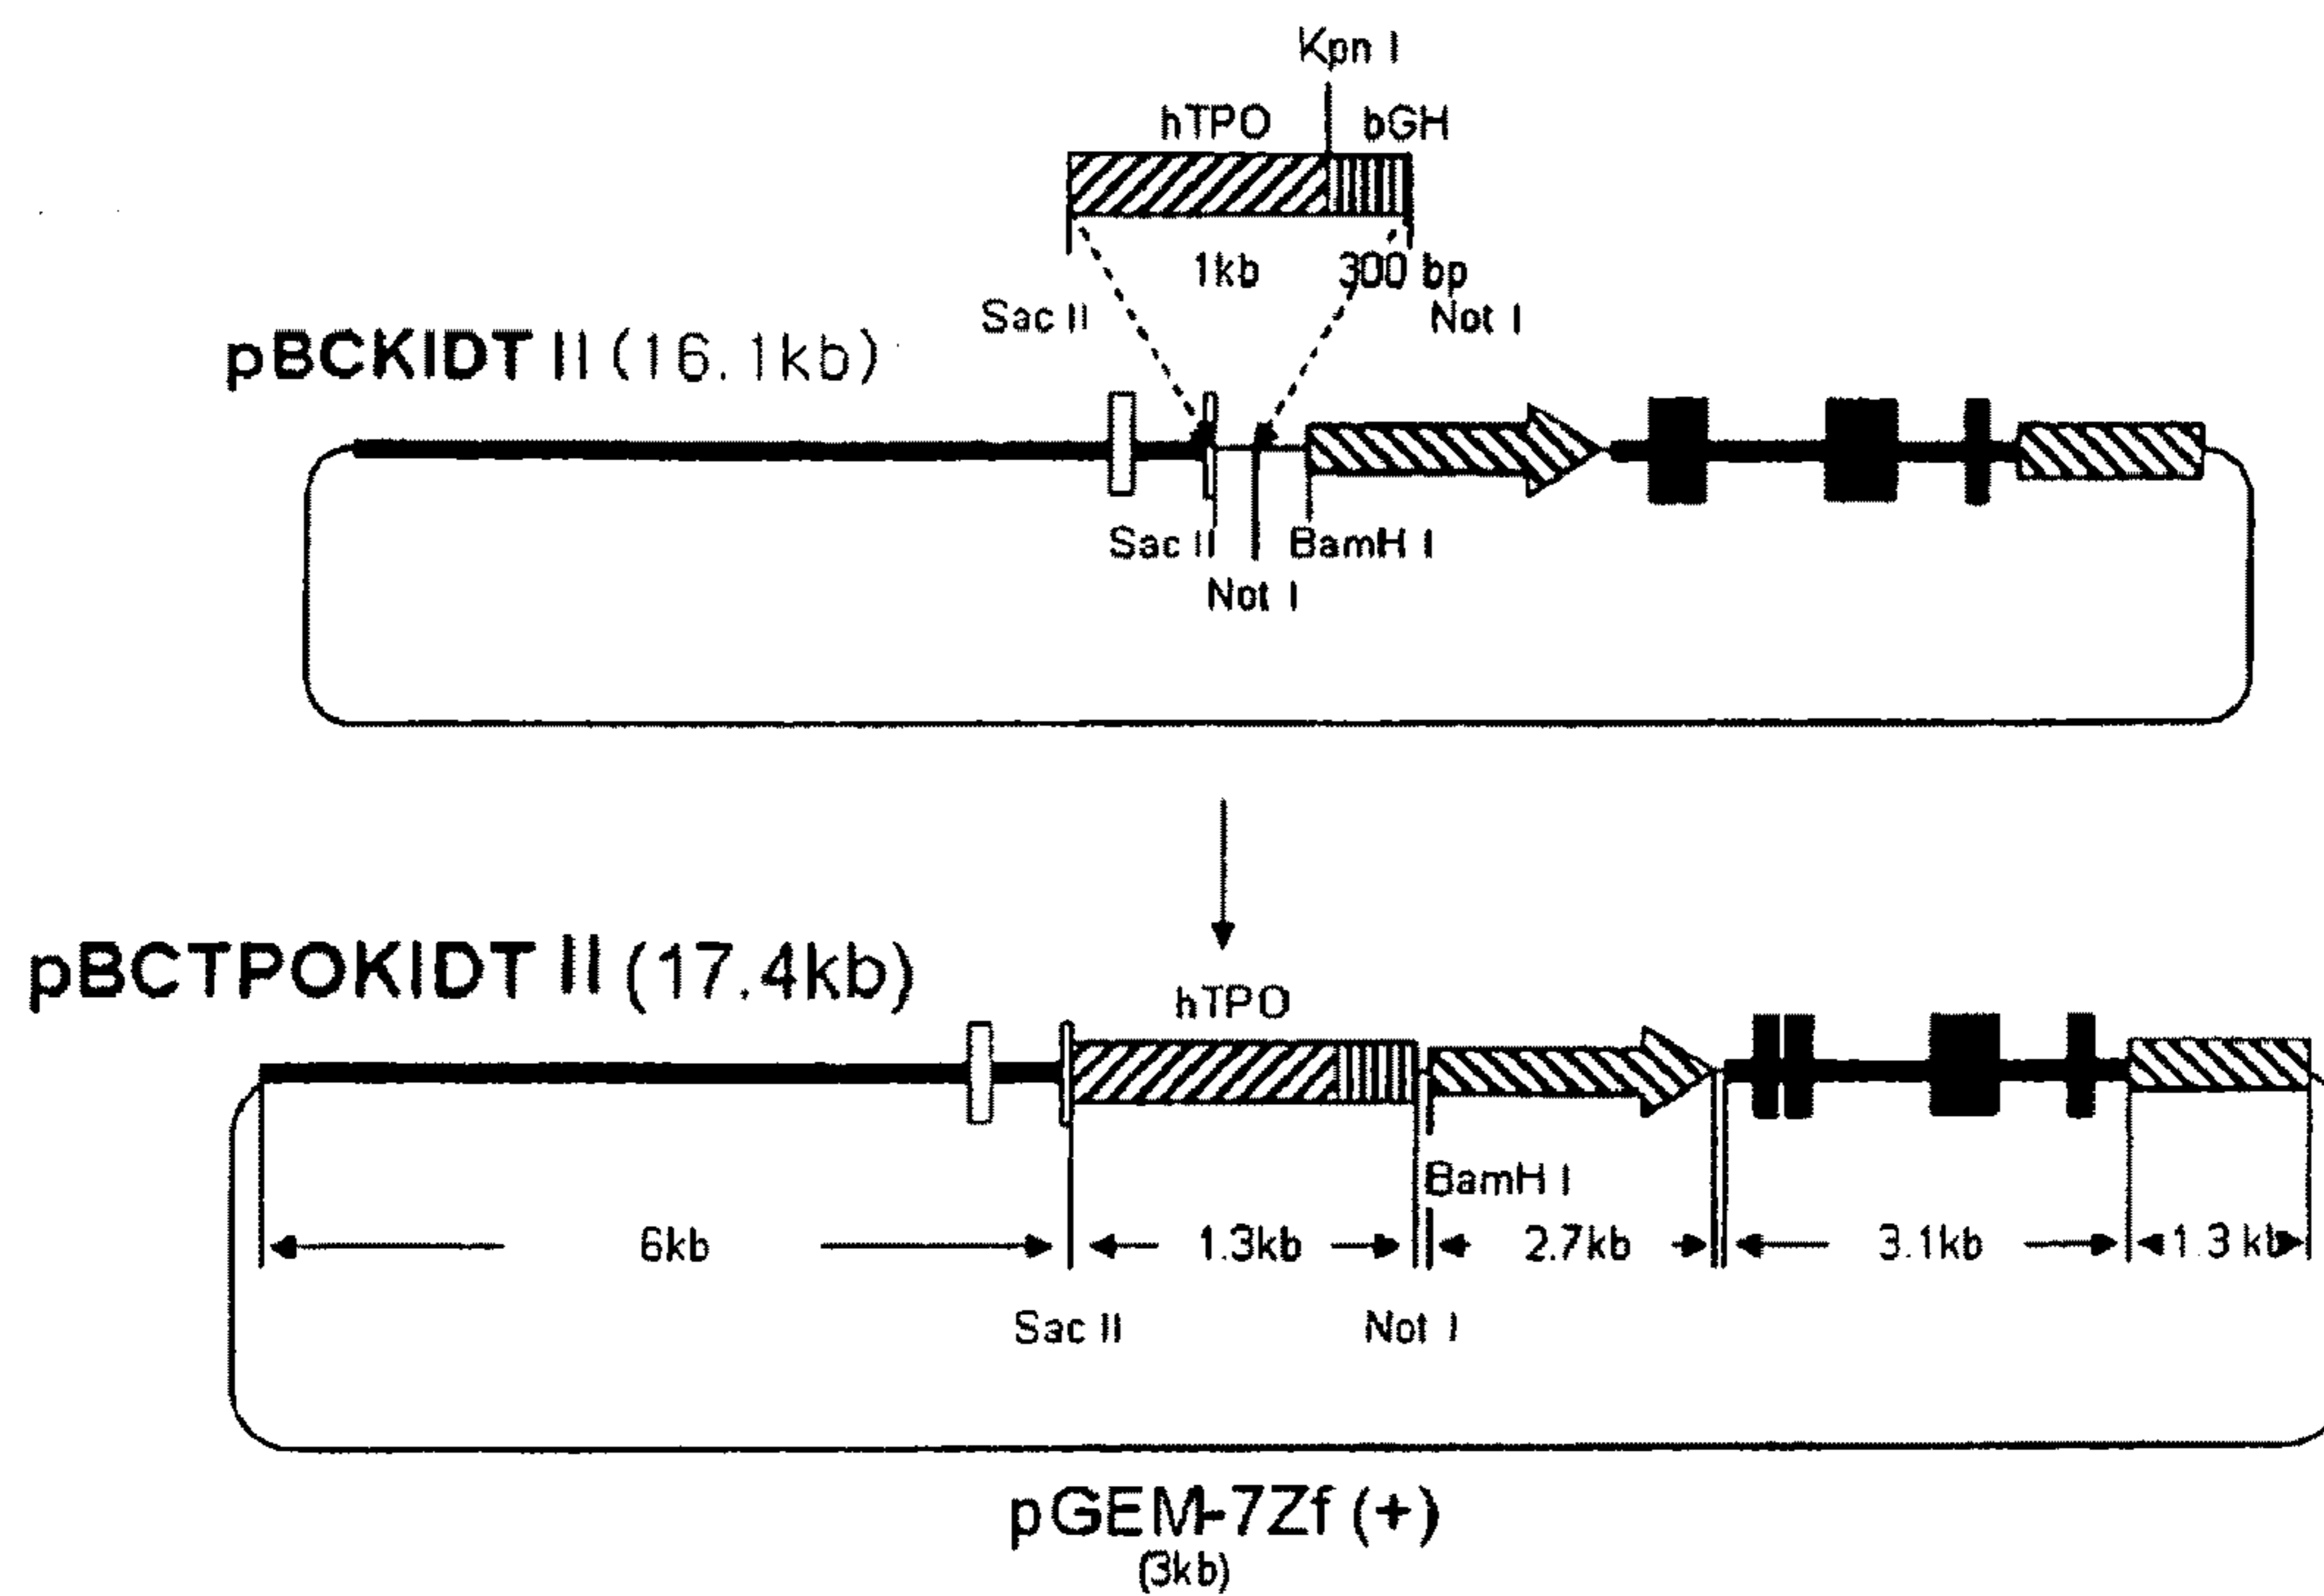 Kpn I
hTPO bGH
1kb 300 bp
Sac II Not I
pBCKIDT II (16.1kb)
Sac II BamH I
Not I
pBCTPOKIDT II (17.4kb)
hTPO
BamH I
6kb 1.3kb 2.7kb 3.1kb 1.3 kb
Sac II Not I
pGEM-7Zf (+)
(3kb)